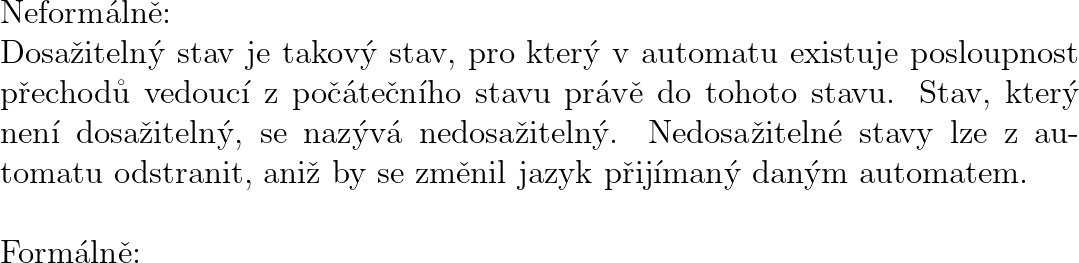 Neformálně:
Dosažitelný stav je takový stav, pro který v automatu existuje posloupnost
přechodů vedoucí z počátečního stavu právě do tohoto stavu. Stav, který
není dosažitelný, se nazývá nedosažitelný. Nedosažitelné stavy lze z au-
tomatu odstranit, aniž by se změnil jazyk přijímaný daným automatem.
Formálně: